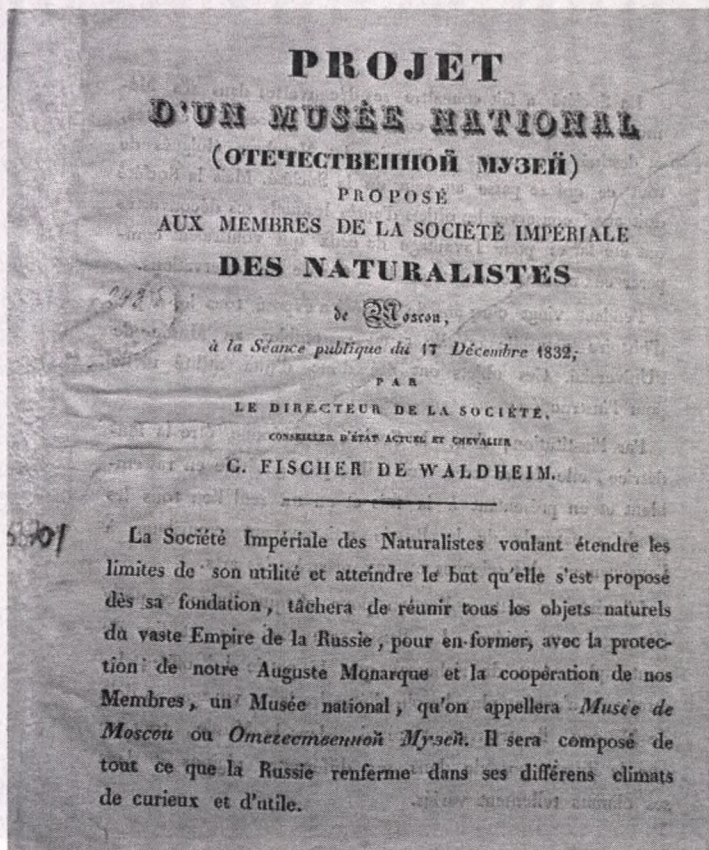 PROJET
D'UN MUSÉE NATIONAL
(ОТЕЧЕСТВЕННОЙ МУЗЕЙ)
PROPOSÉ
AUX MEMBRES DE LA SOCIÉTÉ IMPÉRIALE
DES NATURALISTES
de Moscou,
à la Séance publique du 17 Décembre 1832;
PAR
LE DIRECTEUR DE LA SOCIÉTÉ,
CONSEILLER D'ÉTAT ACTUEL ET CHEVALIER
G. FISCHER DE WALDHEIM.
La Société Impériale des Naturalistes voulant étendre les
limites de son utilité et atteindre le but qu'elle s'est proposé
dès sa fondation, tâchera de réunir tous les objets naturels
du vaste Empire de la Russie, pour en former, avec la protec-
tion de notre Auguste Monarque et la coopération de nos
Membres, un Musée national, qu'on appellera Musée de
Moscou ou Отечественной Музей. Il sera composé de
tout ce que la Russie renferme dans ses différens climats
de curieux et d'utile.